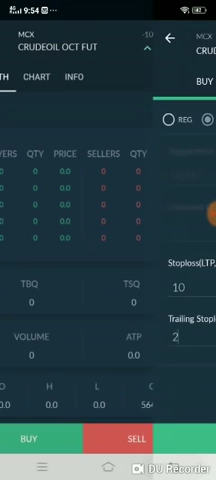 9:54
MCX
-10
CRUDEOIL OCT FUT
TH CHART INFO
YERS QTY PRICE SELLERS QTY
0 0 0.0 0 0
0 0 0.0 0 0
0 0 0.0 0 0
0 0 0.0 0 0
0 0 0.0 0 0
TBQ TSQ
0 0
VOLUME ATP
0 0.0
O H L C
0.0 0.0 0.0 564
BUY SELL
MCX
CRUD
BUY
REG
Stoploss(LTP,
10
Trailing Stopl
2
DU Recorder